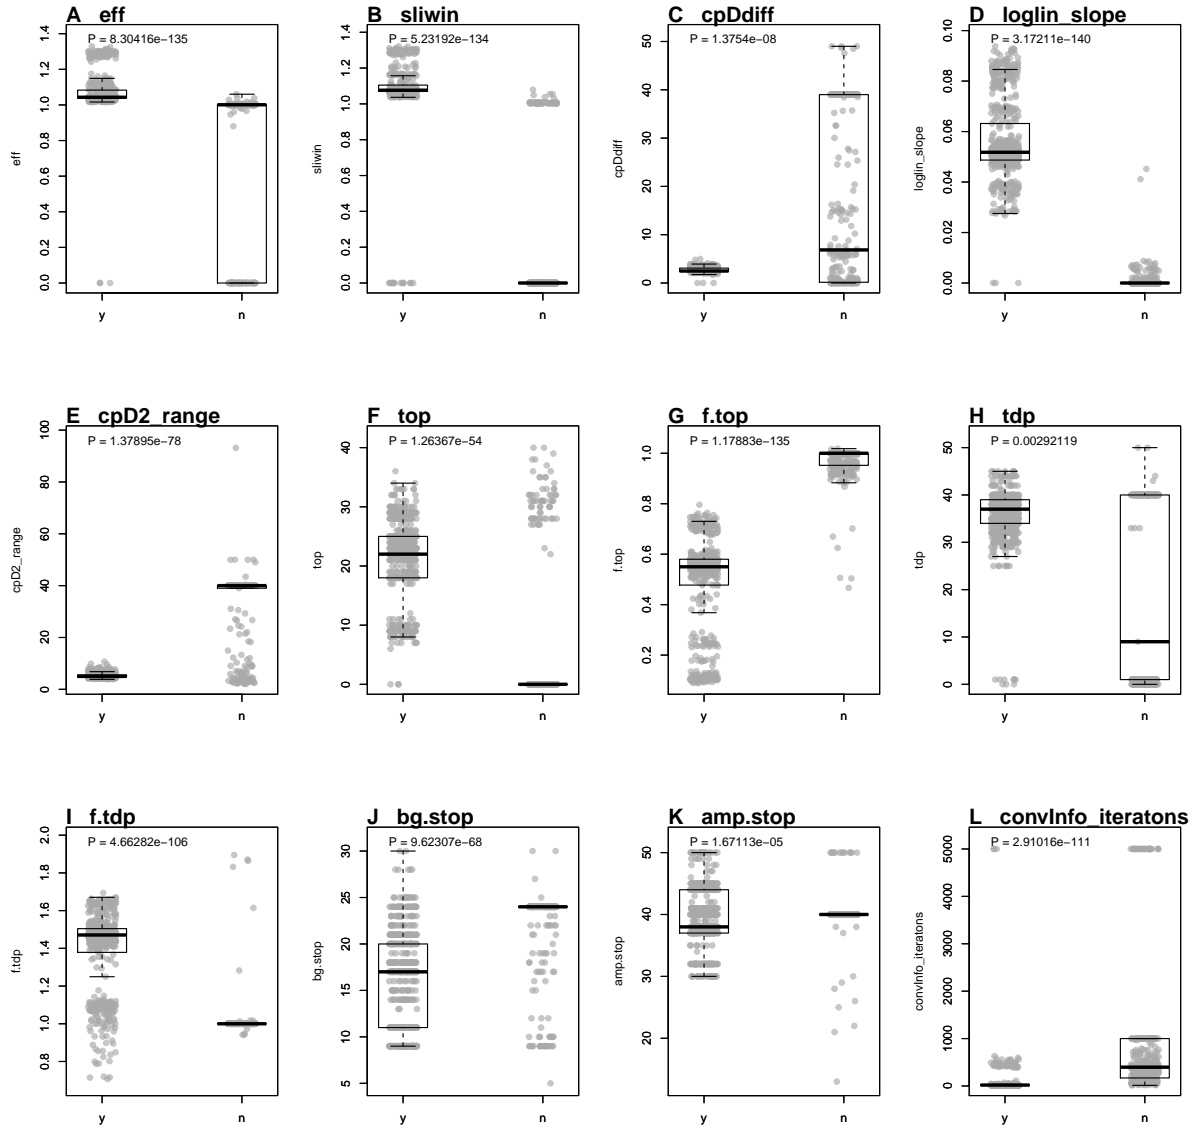 A eff
P = 8.30416e−135
eff
0.0 0.2 0.4 0.6 0.8 1.0 1.2 1.4
y n
B sliwin
P = 5.23192e−134
sliwin
0.0 0.2 0.4 0.6 0.8 1.0 1.2 1.4
y n
C cpDdiff
P = 1.3754e−08
cpDdiff
0 10 20 30 40 50
y n
D loglin_slope
P = 3.17211e−140
loglin_slope
0.00 0.02 0.04 0.06 0.08 0.10
y n
E cpD2_range
P = 1.37895e−78
cpD2_range
0 20 40 60 80 100
y n
F top
P = 1.26367e−54
top
0 10 20 30 40
y n
G f.top
P = 1.17883e−135
f.top
0.2 0.4 0.6 0.8 1.0
y n
H tdp
P = 0.00292119
tdp
0 10 20 30 40 50
y n
I f.tdp
P = 4.66282e−106
f.tdp
0.8 1.0 1.2 1.4 1.6 1.8 2.0
y n
J bg.stop
P = 9.62307e−68
bg.stop
5 10 15 20 25 30
y n
K amp.stop
P = 1.67113e−05
amp.stop
20 30 40 50
y n
L convInfo_iteratons
P = 2.91016e−111
convInfo_iteratons
0 1000 2000 3000 4000 5000
y n